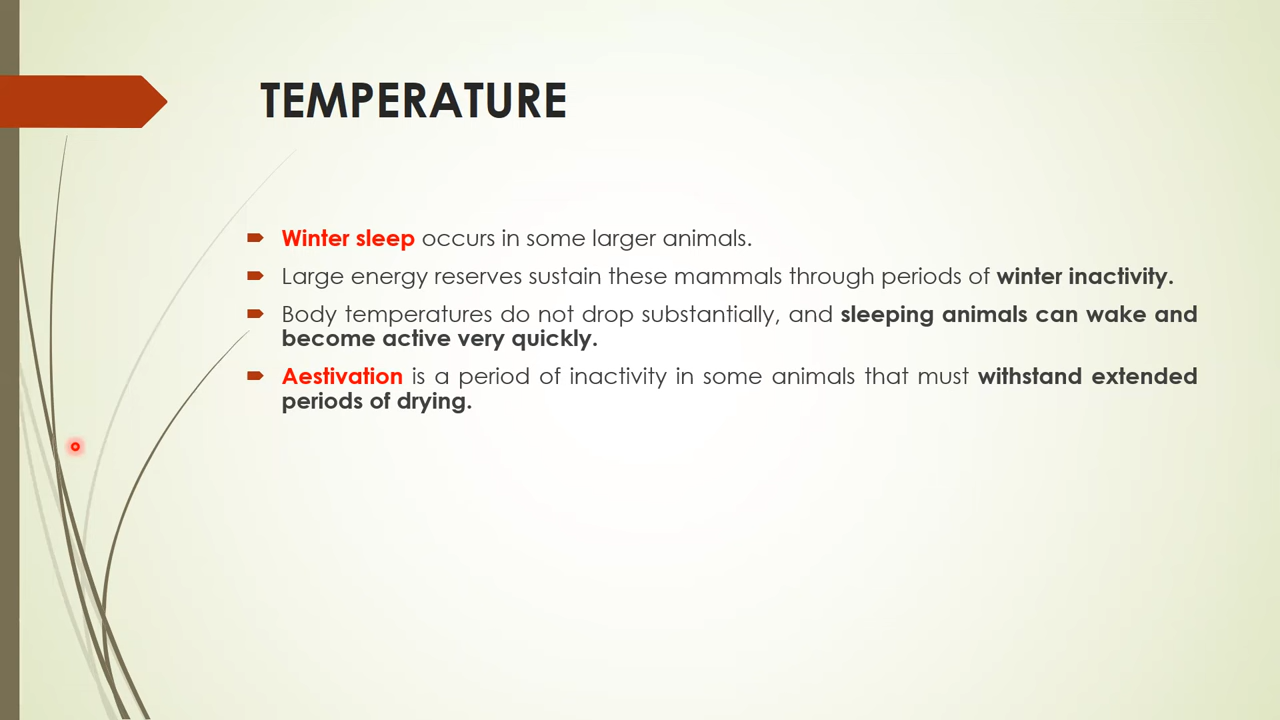 TEMPERATURE
Winter sleep occurs in some larger animals.
Large energy reserves sustain these mammals through periods of winter inactivity.
Body temperatures do not drop substantially, and sleeping animals can wake and
become active very quickly.
Aestivation is a period of inactivity in some animals that must withstand extended
periods of drying.